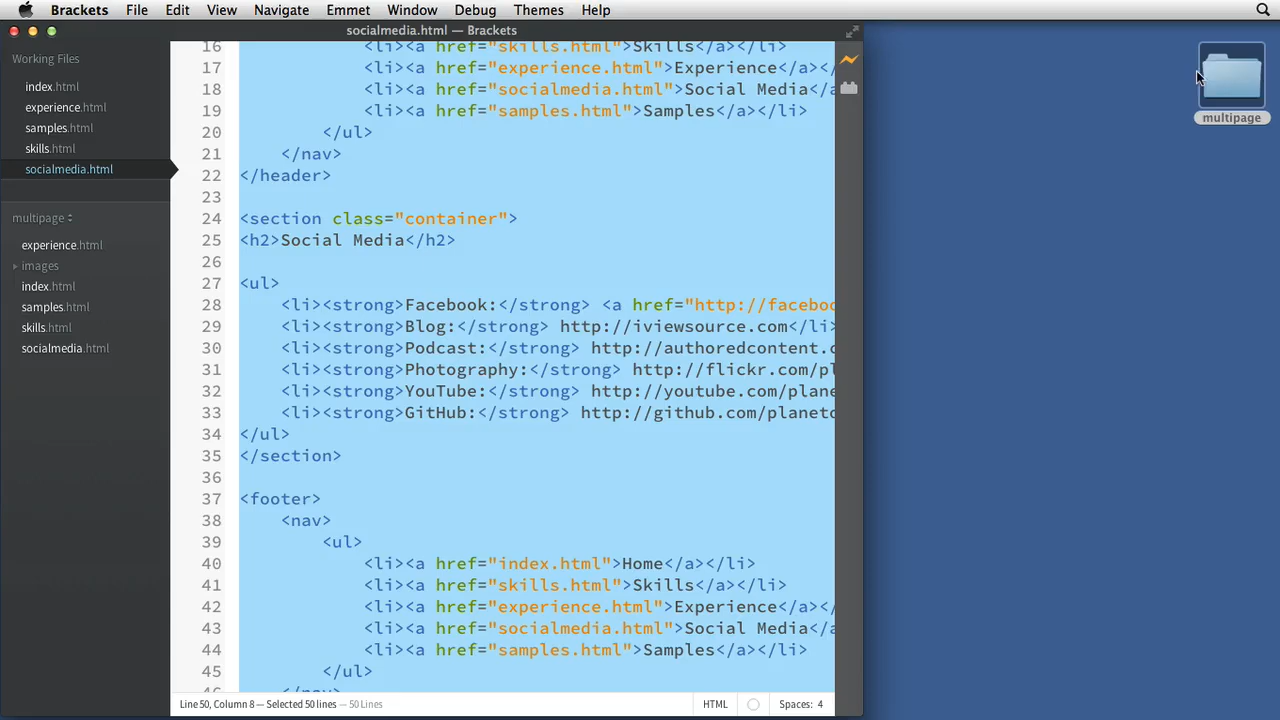 Brackets File Edit View Navigate Emmet Window Debug Themes Help
socialmedia.html — Brackets
Working Files
index.html
experience.html
samples.html
skills.html
socialmedia.html
multipage
experience.html
images
index.html
samples.html
skills.html
socialmedia.html
16 <li><a href="skills.html">Skills</a></li>
17 <li><a href="experience.html">Experience</a></
18 <li><a href="socialmedia.html">Social Media</a
19 <li><a href="samples.html">Samples</a></li>
20 </ul>
21 </nav>
22 </header>
23
24 <section class="container">
25 <h2>Social Media</h2>
26
27 <ul>
28 <li><strong>Facebook:</strong> <a href="http://faceboo
29 <li><strong>Blog:</strong> http://iviewsource.com</li>
30 <li><strong>Podcast:</strong> http://authoredcontent.c
31 <li><strong>Photography:</strong> http://flickr.com/pl
32 <li><strong>YouTube:</strong> http://youtube.com/plane
33 <li><strong>GitHub:</strong> http://github.com/planeto
34 </ul>
35 </section>
36
37 <footer>
38 <nav>
39 <ul>
40 <li><a href="index.html">Home</a></li>
41 <li><a href="skills.html">Skills</a></li>
42 <li><a href="experience.html">Experience</a></
43 <li><a href="socialmedia.html">Social Media</a
44 <li><a href="samples.html">Samples</a></li>
45 </ul>
46 </nav>
Line 50, Column 8 — Selected 50 lines — 50 Lines
HTML
Spaces: 4
multipage